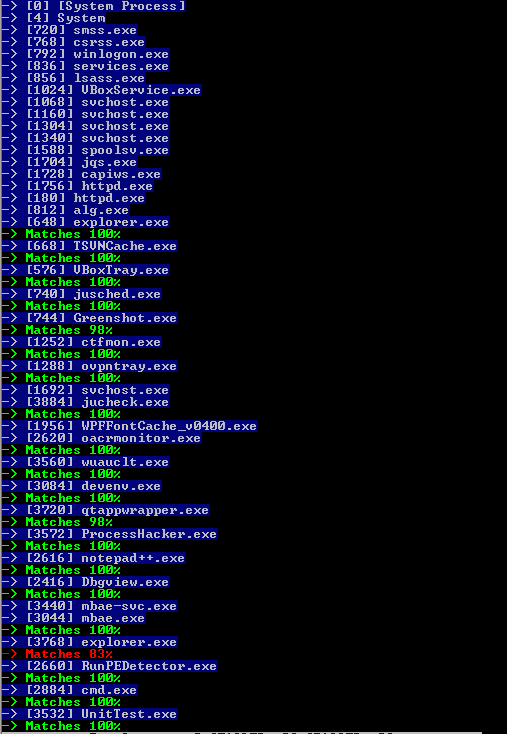 -> [0] [System Process]
-> [4] System
-> [720] smss.exe
-> [768] csrss.exe
-> [792] winlogon.exe
-> [836] services.exe
-> [856] lsass.exe
-> [1024] VBoxService.exe
-> [1068] svchost.exe
-> [1160] svchost.exe
-> [1304] svchost.exe
-> [1340] svchost.exe
-> [1588] spoolsv.exe
-> [1704] jqs.exe
-> [1728] capiws.exe
-> [1756] httpd.exe
-> [180] httpd.exe
-> [812] alg.exe
-> [648] explorer.exe
-> Matches 100%
-> [668] TSVNCache.exe
-> Matches 100%
-> [576] VBoxTray.exe
-> Matches 100%
-> [740] jusched.exe
-> Matches 100%
-> [744] Greenshot.exe
-> Matches 98%
-> [1252] ctfmon.exe
-> Matches 100%
-> [1288] ovpntray.exe
-> Matches 100%
-> [1692] svchost.exe
-> [3884] jucheck.exe
-> Matches 100%
-> [1956] WPFFontCache_v0400.exe
-> [2620] oacrmonitor.exe
-> Matches 100%
-> [3560] wuauclt.exe
-> Matches 100%
-> [3084] devenv.exe
-> Matches 100%
-> [3720] qtappwrapper.exe
-> Matches 98%
-> [3572] ProcessHacker.exe
-> Matches 100%
-> [2616] notepad++.exe
-> Matches 100%
-> [2416] Dbgview.exe
-> Matches 100%
-> [3440] mbae-svc.exe
-> [3044] mbae.exe
-> Matches 100%
-> [3768] explorer.exe
-> Matches 83%
-> [2660] RunPEDetector.exe
-> Matches 100%
-> [2884] cmd.exe
-> Matches 100%
-> [3532] UnitTest.exe
-> Matches 100%